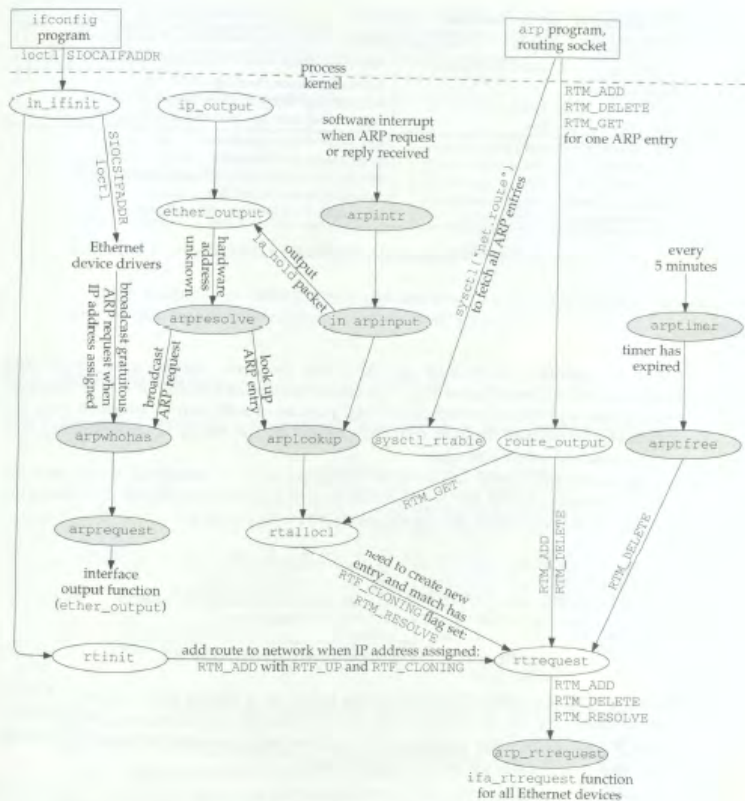 ifconfig
program
arp program,
routing socket
ioctl SIOCAIFADDR
process
kernel
in_ifinit
ip_output
software interrupt
when ARP request
or reply received
RTM_ADD
RTM_DELETE
RTM_GET
for one ARP entry
SIOCSIFADDR
ioctl
sysctl("net.route")
to fetch all ARP entries
ether_output
arpintr
output
la_hold packet
hardware
address
unknown
Ethernet
device drivers
every
5 minutes
broadcast gratuitous
ARP request when
IP address assigned
arpresolve
in arpinput
arptimer
timer has
expired
broadcast
ARP request
look up
ARP entry
arpwhohas
arplookup
sysctl_rtable
route_output
arptfree
RTM_GET
arprequest
rtalloc1
RTM_ADD
RTM_DELETE
RTM_DELETE
interface
output function
(ether_output)
need to create new
entry and match has
RTF_CLONING flag set:
RTM_RESOLVE
rtinit
add route to network when IP address assigned:
RTM_ADD with RTF_UP and RTF_CLONING
rtrequest
RTM_ADD
RTM_DELETE
RTM_RESOLVE
arp_rtrequest
ifa_rtrequest function
for all Ethernet devices